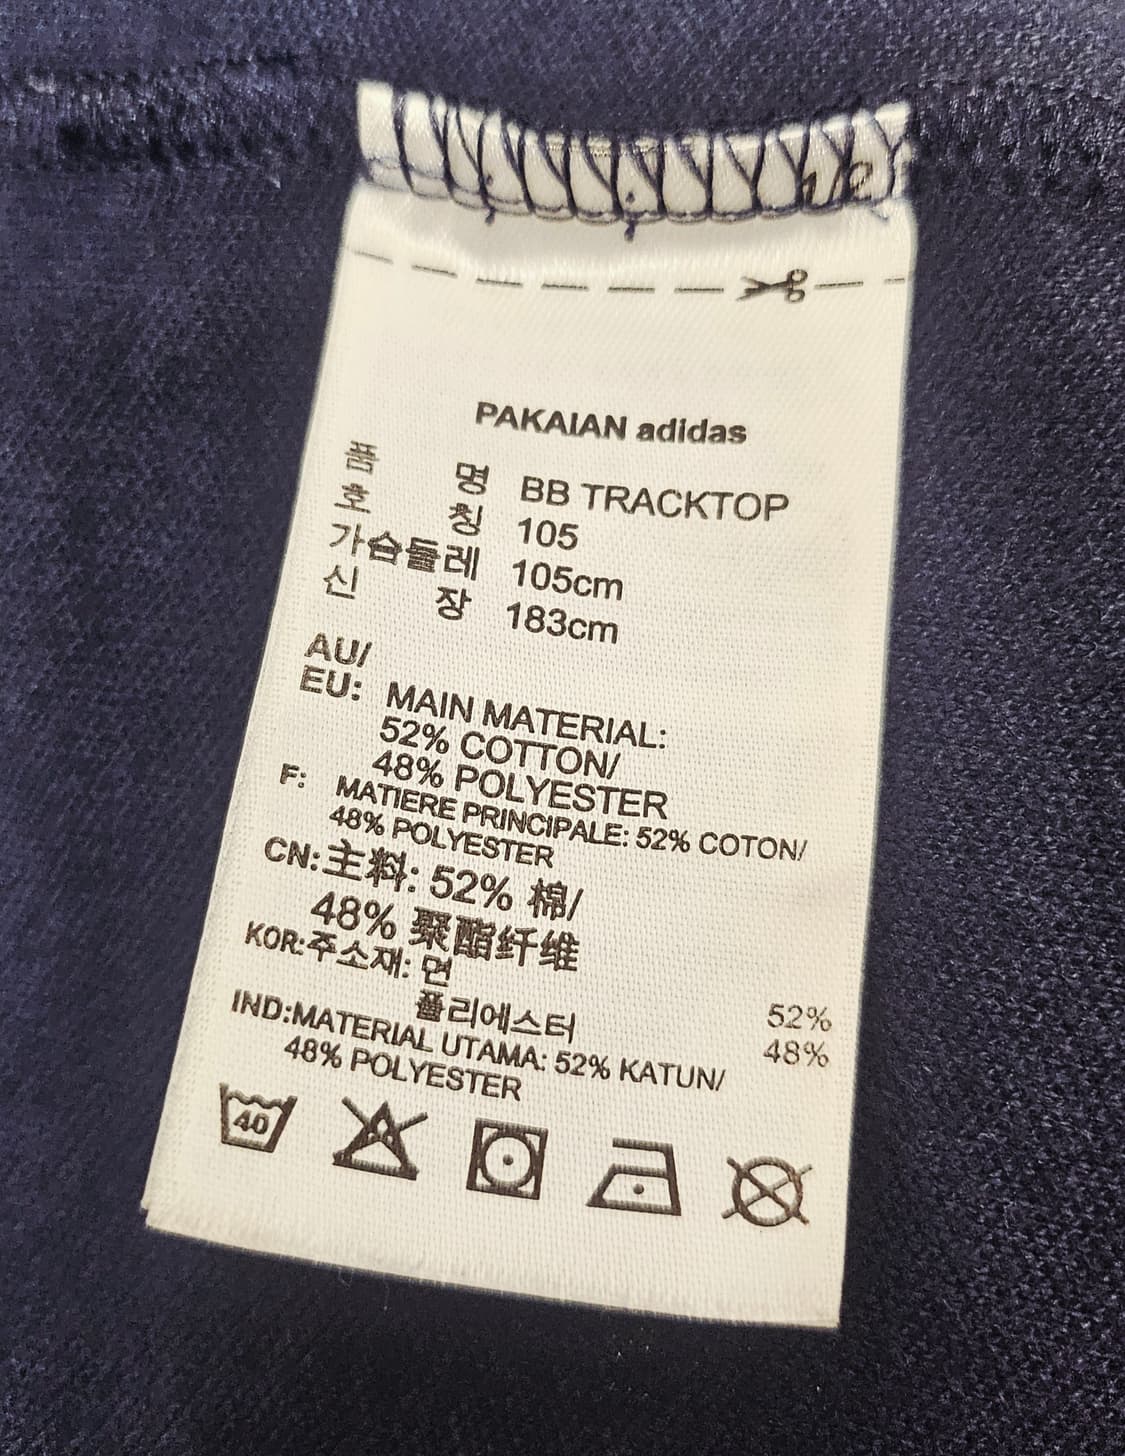 1/2
PAKAIAN adidas
품 명 BB TRACKTOP
호 칭 105
가슴둘레 105cm
신 장 183cm
AU/
EU: MAIN MATERIAL:
52% COTTON/
48% POLYESTER
F: MATIERE PRINCIPALE: 52% COTON/
48% POLYESTER
CN:主料: 52% 棉/
48% 聚酯纤维
KOR:주소재: 면 52%
폴리에스터 48%
IND:MATERIAL UTAMA: 52% KATUN/
48% POLYESTER
40